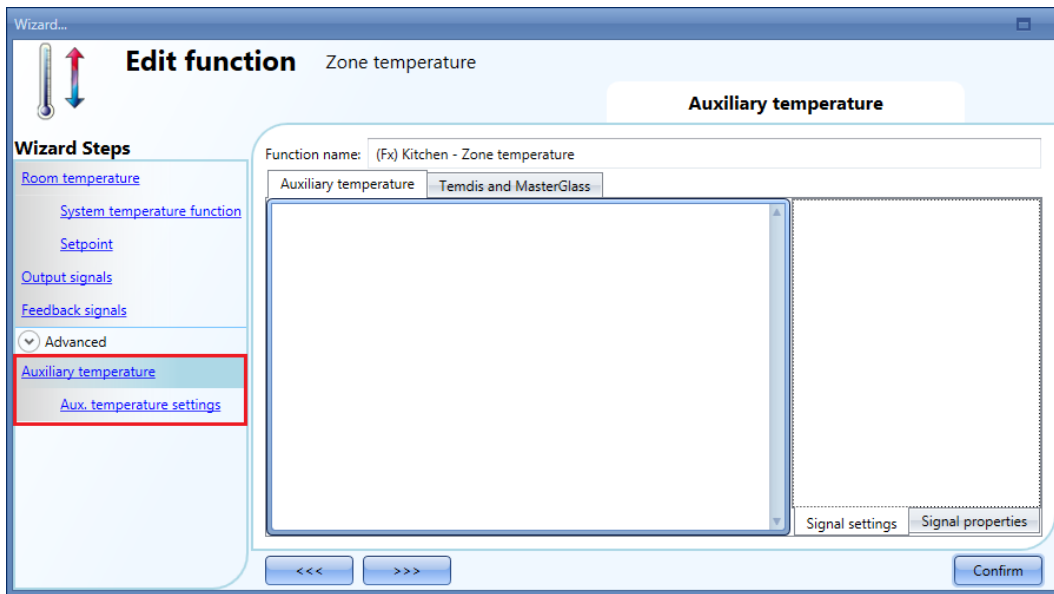 Wizard...
Edit function Zone temperature
Auxiliary temperature
Wizard Steps
Room temperature
System temperature function
Setpoint
Output signals
Feedback signals
Advanced
Auxiliary temperature
Aux. temperature settings
Function name: (Fx) Kitchen - Zone temperature
Auxiliary temperature Temdis and MasterGlass
Signal settings Signal properties
<<< >>> Confirm